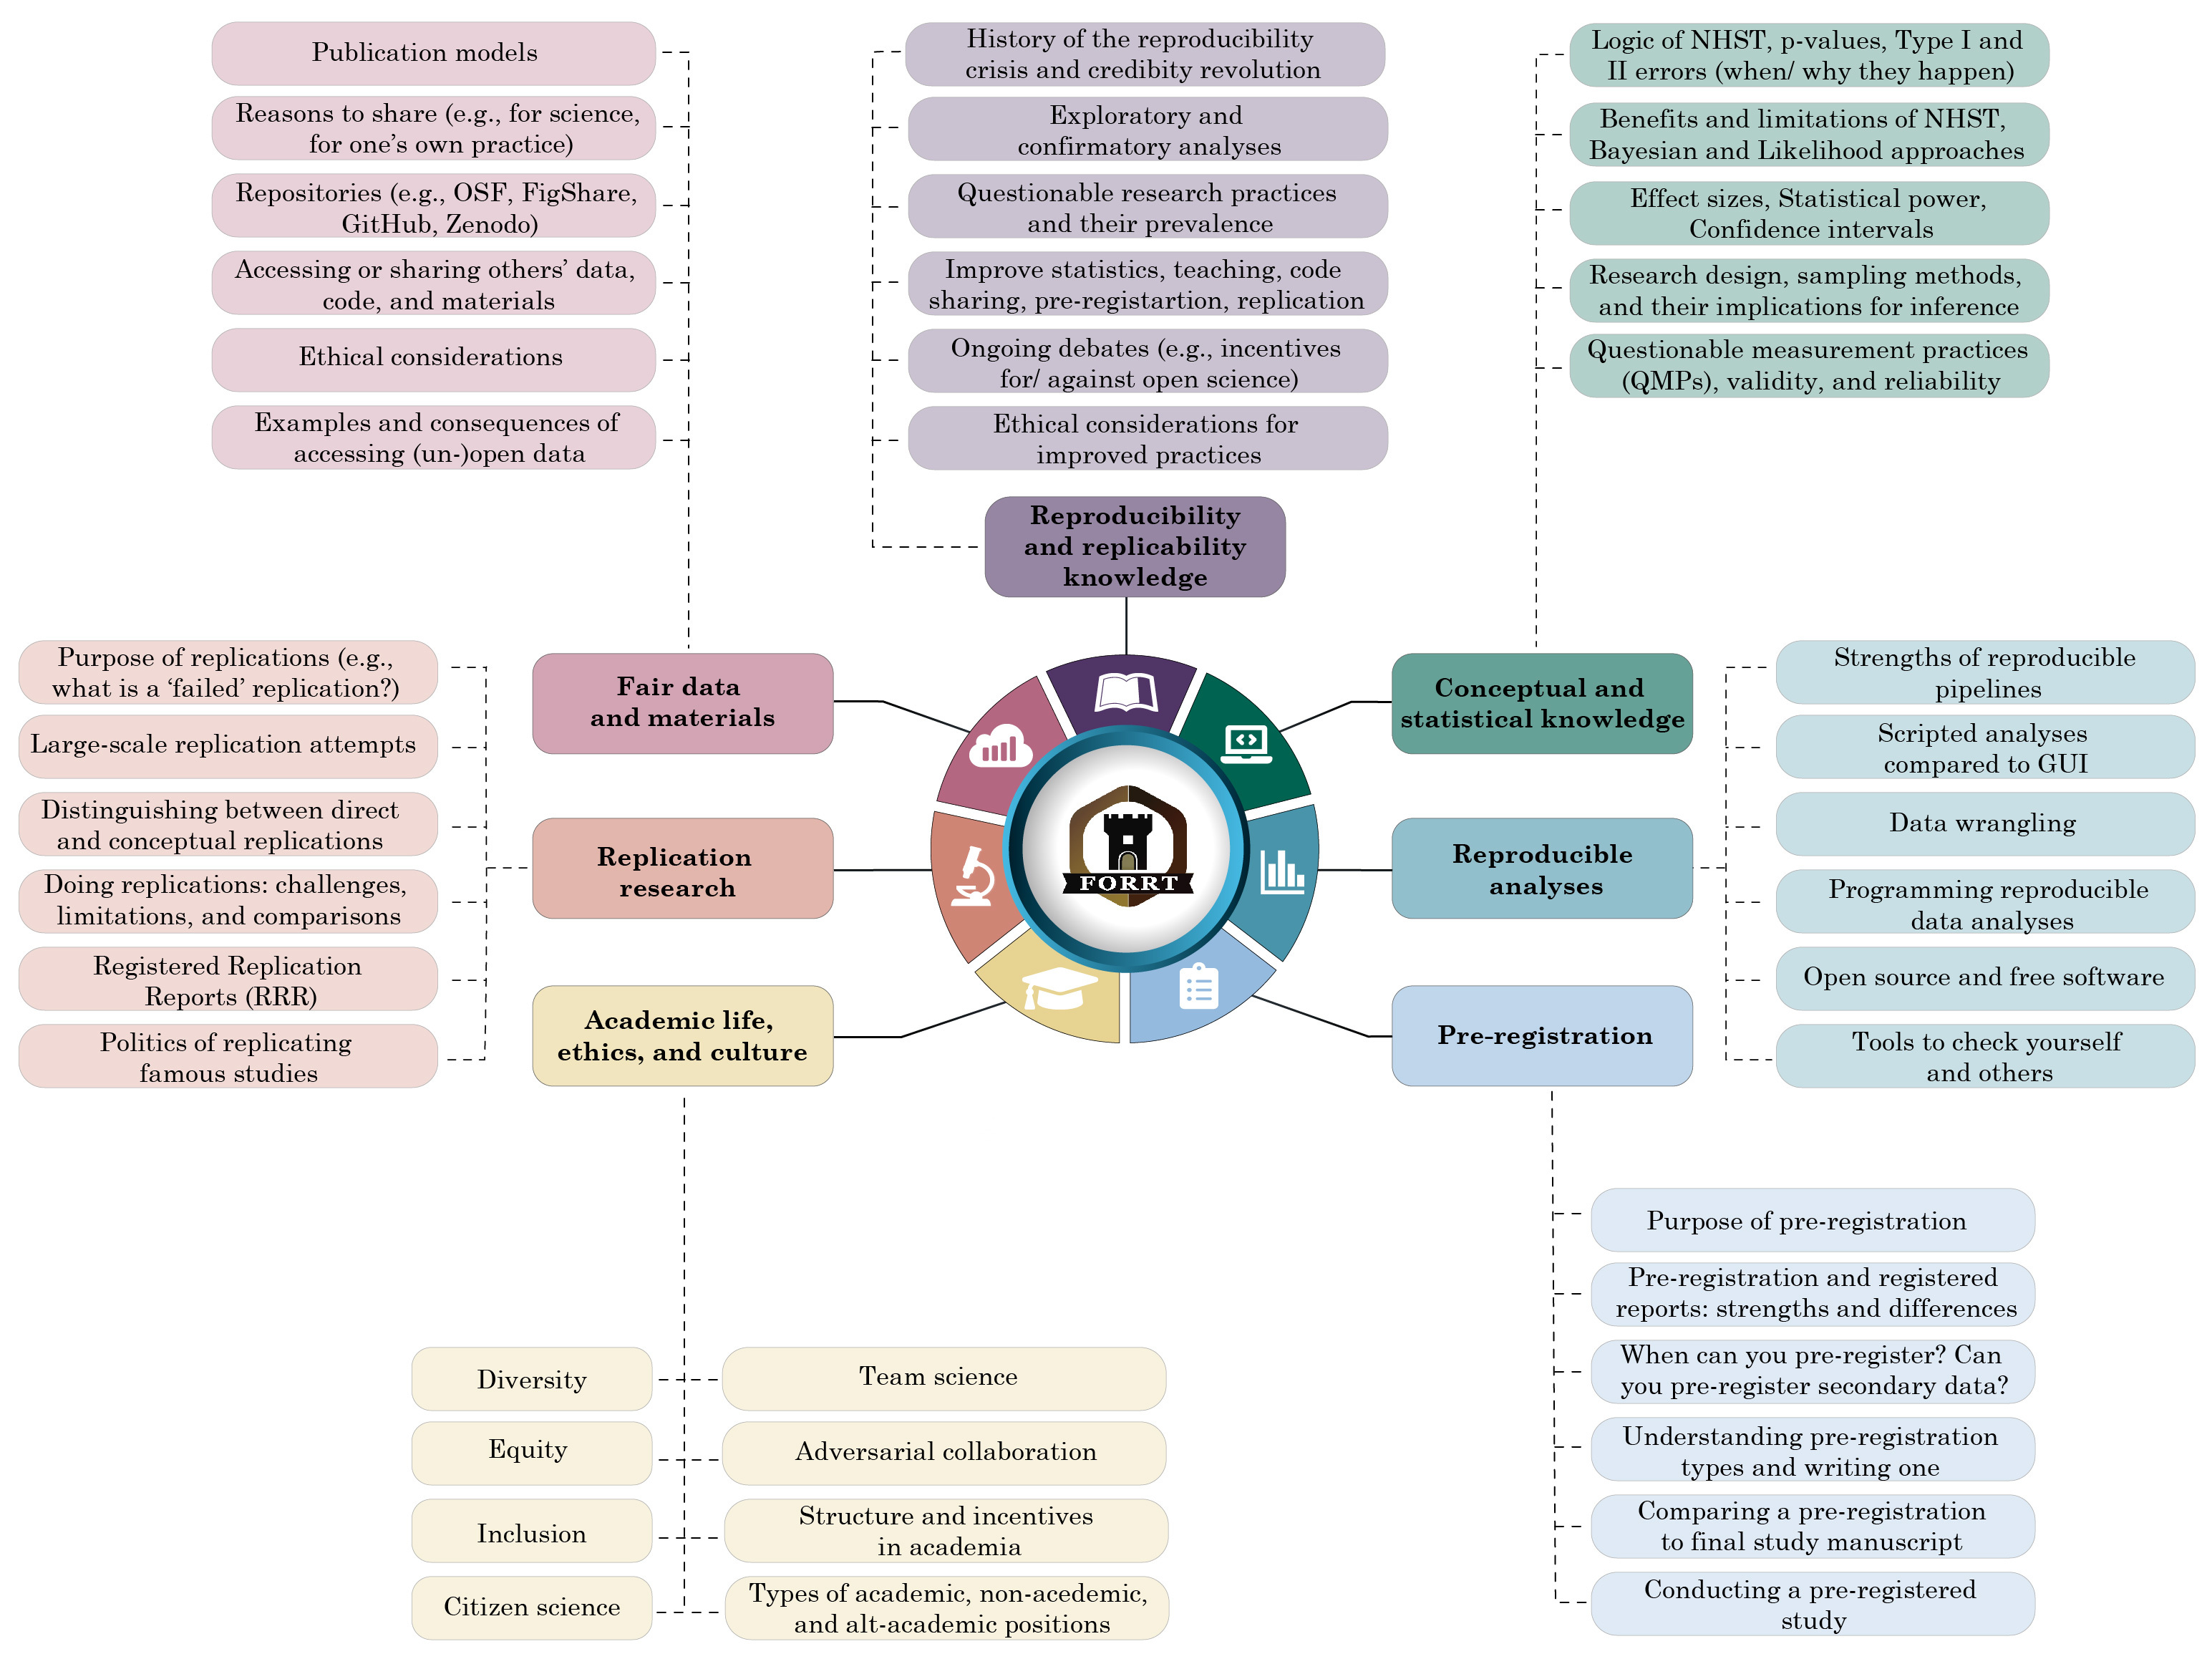 Publication models
Reasons to share (e.g., for science,
for one's own practice)
Repositories (e.g., OSF, FigShare,
GitHub, Zenodo)
Accessing or sharing others' data,
code, and materials
Ethical considerations
Examples and consequences of
accessing (un-)open data
History of the reproducibility
crisis and credibity revolution
Exploratory and
confirmatory analyses
Questionable research practices
and their prevalence
Improve statistics, teaching, code
sharing, pre-registartion, replication
Ongoing debates (e.g., incentives
for/ against open science)
Ethical considerations for
improved practices
Reproducibility
and replicability
knowledge
Logic of NHST, p-values, Type I and
II errors (when/ why they happen)
Benefits and limitations of NHST,
Bayesian and Likelihood approaches
Effect sizes, Statistical power,
Confidence intervals
Research design, sampling methods,
and their implications for inference
Questionable measurement practices
(QMPs), validity, and reliability
Purpose of replications (e.g.,
what is a 'failed' replication?)
Large-scale replication attempts
Distinguishing between direct
and conceptual replications
Doing replications: challenges,
limitations, and comparisons
Registered Replication
Reports (RRR)
Politics of replicating
famous studies
Fair data
and materials
Replication
research
Academic life,
ethics, and culture
FORRT
Conceptual and
statistical knowledge
Reproducible
analyses
Pre-registration
Strengths of reproducible
pipelines
Scripted analyses
compared to GUI
Data wrangling
Programming reproducible
data analyses
Open source and free software
Tools to check yourself
and others
Diversity
Equity
Inclusion
Citizen science
Team science
Adversarial collaboration
Structure and incentives
in academia
Types of academic, non-acedemic,
and alt-academic positions
Purpose of pre-registration
Pre-registration and registered
reports: strengths and differences
When can you pre-register? Can
you pre-register secondary data?
Understanding pre-registration
types and writing one
Comparing a pre-registration
to final study manuscript
Conducting a pre-registered
study